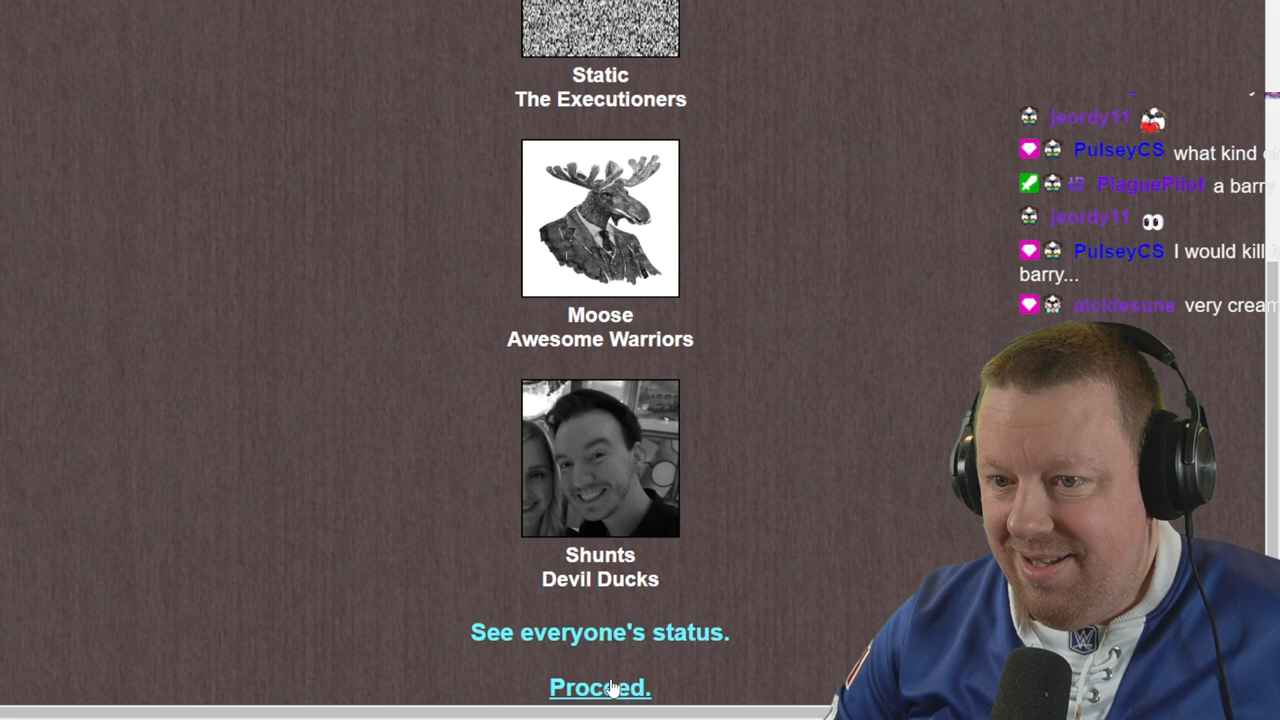 Static
The Executioners
Moose
Awesome Warriors
Shunts
Devil Ducks
See everyone's status.
Proceed.
jeordy11
PulseyCS what kind
PlaguePilot a barr
jeordy11
PulseyCS I would kill
barry...
alcidesune very cream
W